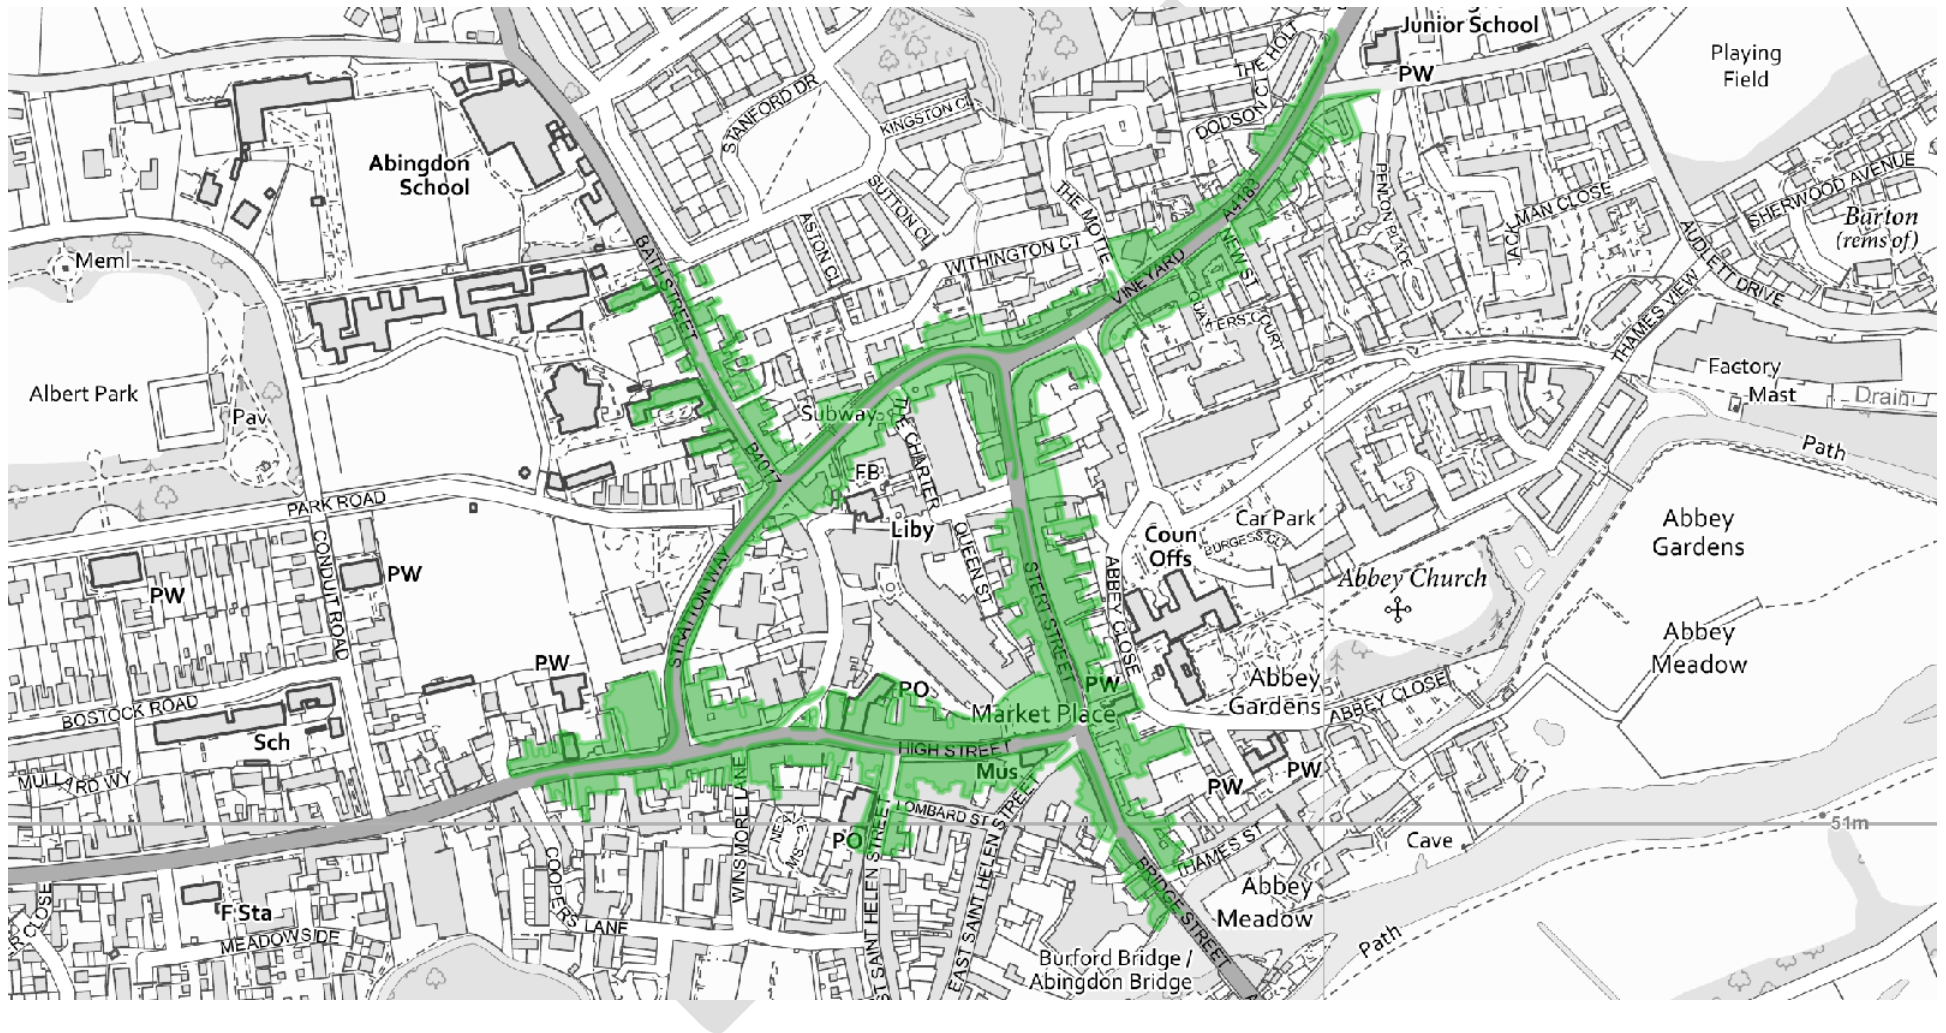 Junior School
PW
Playing
Field
THE HOLT
DODSON CT
STANFORD DR
KINGSTON CL
Abingdon
School
SUTTON CL
ASTON CL
THE MOTTE
WITHINGTON CT
A4183
NEW ST
VINEYARD
PENLON PLACE
JACKMAN CLOSE
SHERWOOD AVENUE
Barton
(rems of)
AUDLETT DRIVE
THAMES VIEW
Meml
BATH STREET
COURT
Factory
Mast
Drain
Albert Park
Pav
Subway
THE CHARTER
B4017
FB
Path
PARK ROAD
Liby
QUEEN ST
Coun
Offs
Car Park
BURGESS CL
Abbey
Gardens
CONDUIT ROAD
PW
PW
STRATTON WAY
STERT STREET
ABBEY CLOSE
Abbey Church
Abbey
Meadow
PW
BOSTOCK ROAD
Sch
PO
PW
Market Place
Abbey
Gardens
ABBEY CLOSE
HIGH STREET
Mus
MULLARD WY
WINSMORE LANE
LOMBARD ST
PW
PW
PO
51m
Cave
THAMES ST
COOPERS LANE
EAST SAINT HELEN STREET
BRIDGE STREET
Abbey
Meadow
F Sta
MEADOWSIDE
Path
Burford Bridge /
Abingdon Bridge